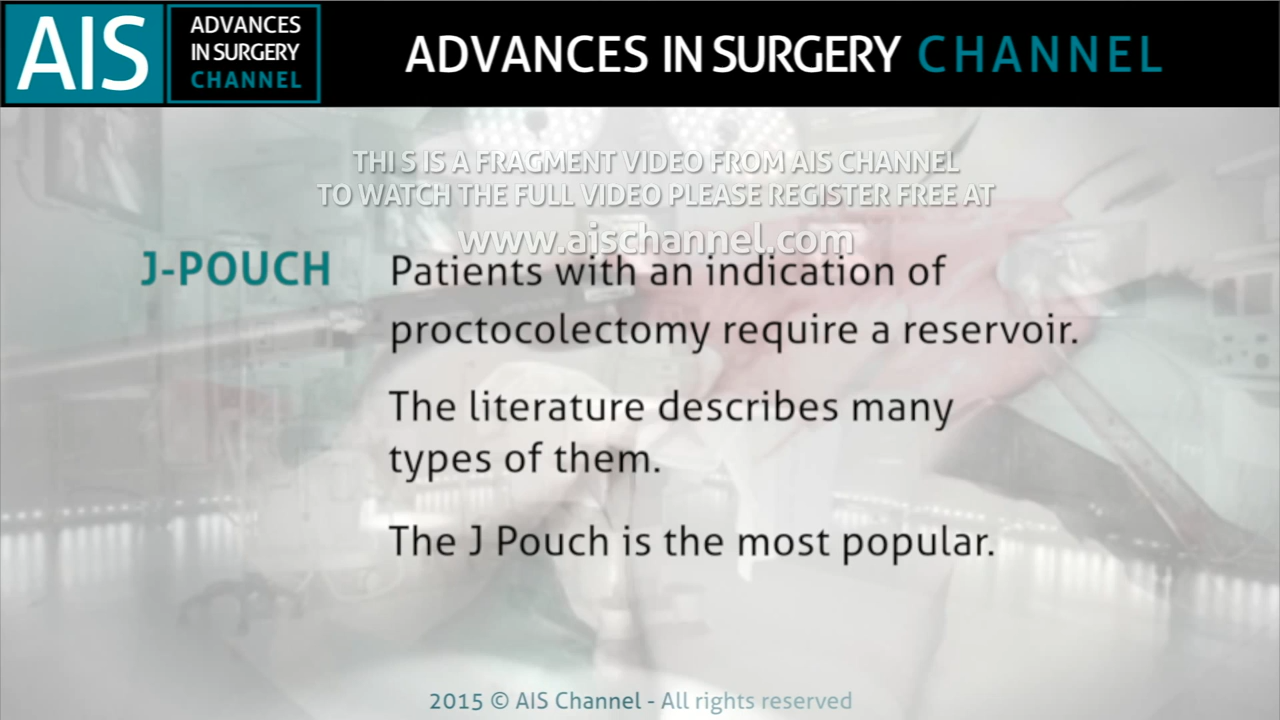 AIS
ADVANCES
IN SURGERY
CHANNEL
ADVANCES IN SURGERY CHANNEL
THI S IS A FRAGMENT VIDEO FROM AIS CHANNEL
TO WATCH THE FULL VIDEO PLEASE REGISTER FREE AT
www.aischannel.com
J-POUCH
Patients with an indication of
proctocolectomy require a reservoir.
The literature describes many
types of them.
The J Pouch is the most popular.
2015 © AIS Channel - All rights reserved